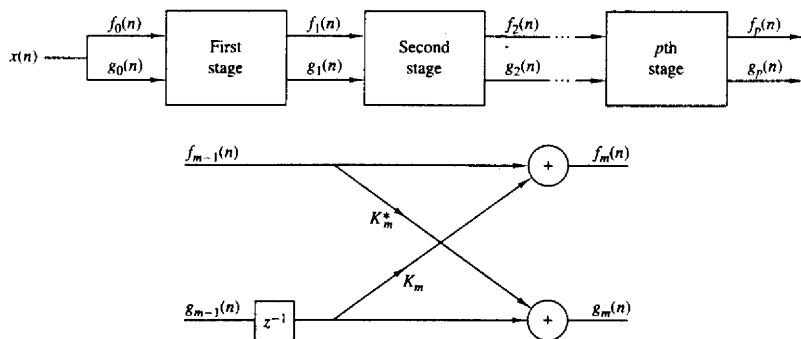 f₀(n) f₁(n) f₂(n) fₚ(n)
x(n) First stage Second stage ... pth stage
g₀(n) g₁(n) g₂(n) ... gₚ(n)
fₘ₋₁(n) + fₘ(n)
K*ₘ
Kₘ
gₘ₋₁(n) z⁻¹ + gₘ(n)